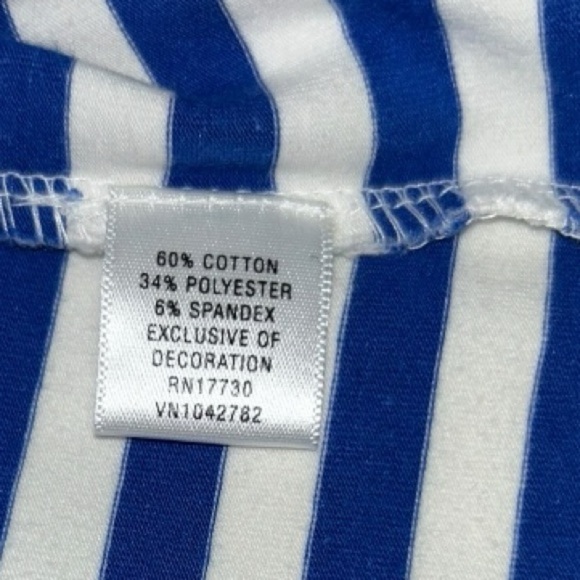 60% COTTON
34% POLYESTER
6% SPANDEX
EXCLUSIVE OF
DECORATION
RN17730
VN1042782